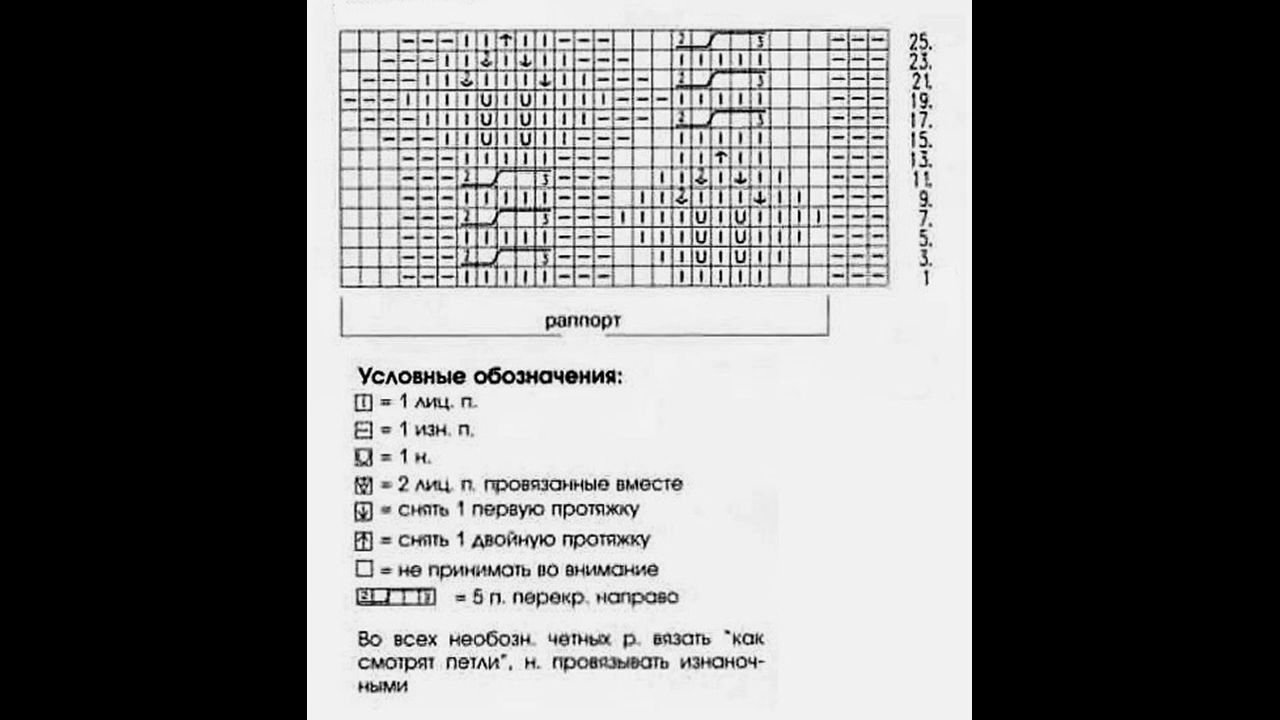 25.
23.
21.
19.
17.
15.
13.
11.
9.
7.
5.
3.
1
раппорт
Условные обозначения:
= 1 лиц. п.
= 1 изн. п.
= 1 н.
= 2 лиц. п. провязанные вместе
= снять 1 первую протяжку
= снять 1 двойную протяжку
= не принимать во внимание
= 5 п. перекр. направо
Во всех необозн. четных р. вязать "как
смотрят петли", н. провязывать изнаноч-
ными